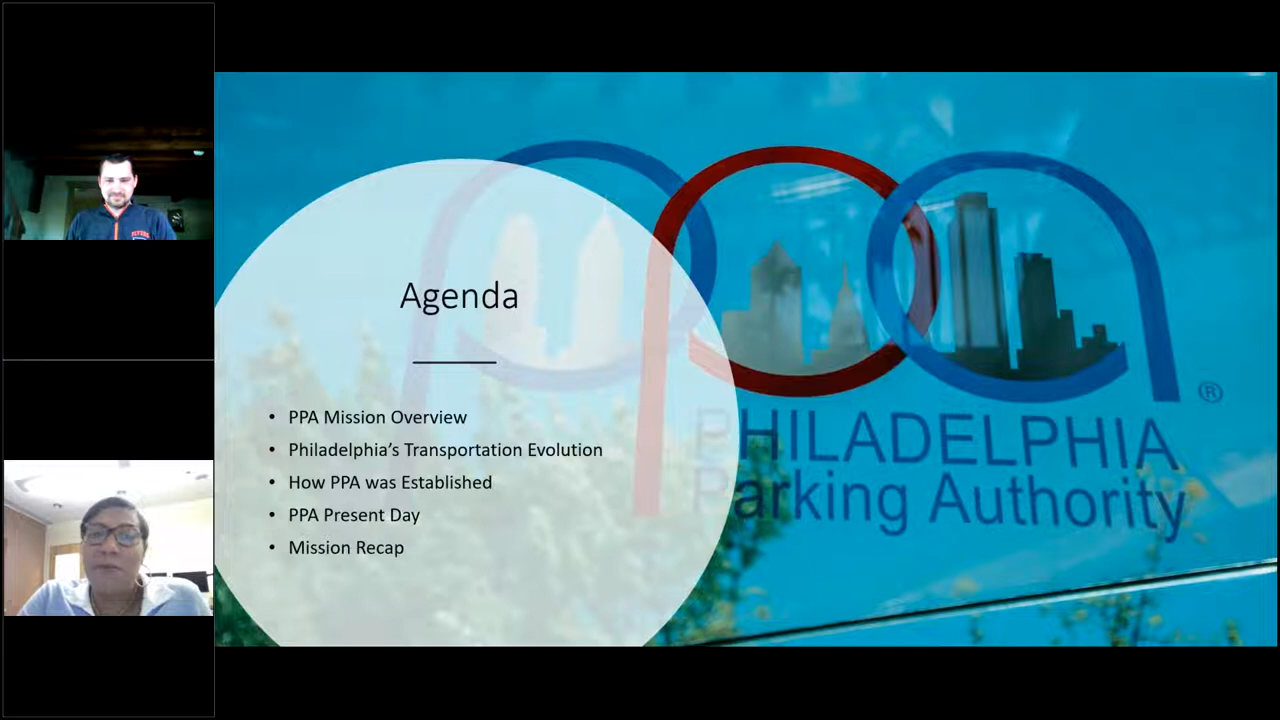 Agenda
• PPA Mission Overview
• Philadelphia's Transportation Evolution
• How PPA was Established
• PPA Present Day
• Mission Recap
ppa
®
PHILADELPHIA
Parking Authority